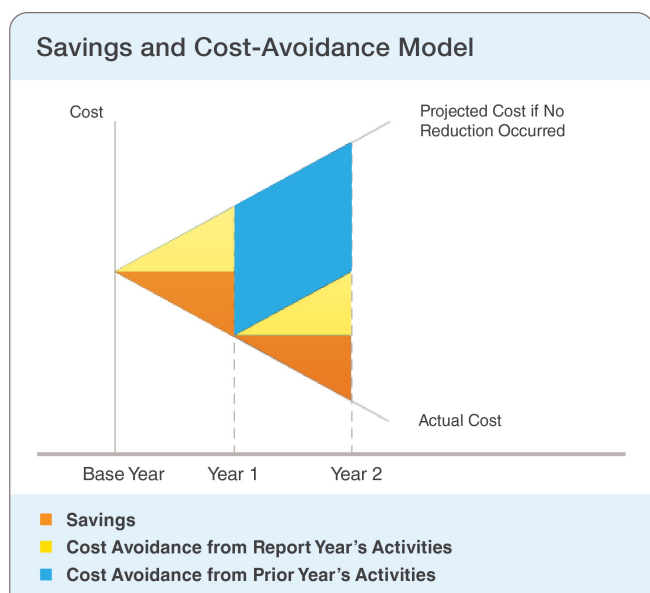 Savings and Cost-Avoidance Model
Cost
Projected Cost if No
Reduction Occurred
Actual Cost
Base Year
Year 1
Year 2
Savings
Cost Avoidance from Report Year's Activities
Cost Avoidance from Prior Year's Activities